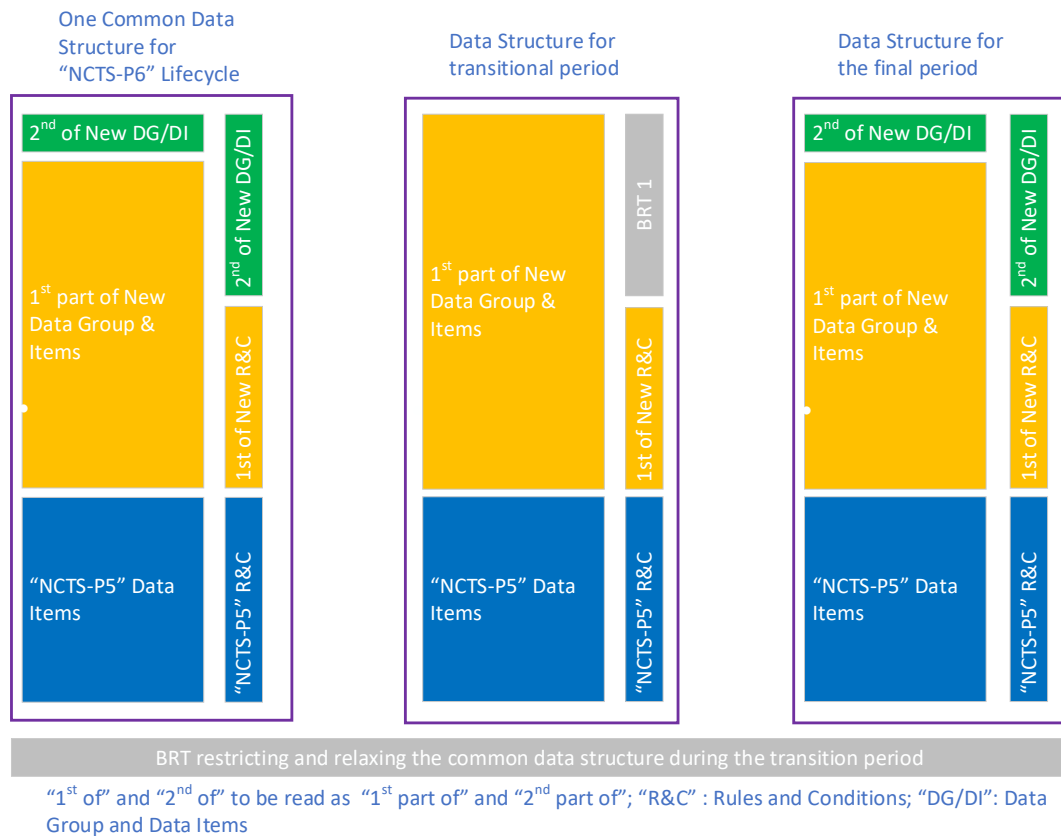 One Common Data
Structure for
“NCTS-P6” Lifecycle
2nd of New DG/DI
2nd of New DG/DI
1st part of New
Data Group &
Items
1st of New R&C
“NCTS-P5” Data
Items
“NCTS-P5” R&C
Data Structure for
transitional period
1st part of New
Data Group &
Items
BRT 1
1st of New R&C
“NCTS-P5” Data
Items
“NCTS-P5” R&C
Data Structure for
the final period
2nd of New DG/DI
2nd of New DG/DI
1st part of New
Data Group &
Items
1st of New R&C
“NCTS-P5” Data
Items
“NCTS-P5” R&C
BRT restricting and relaxing the common data structure during the transition period
“1st of” and “2nd of” to be read as “1st part of” and “2nd part of”; “R&C” : Rules and Conditions; “DG/DI”: Data
Group and Data Items